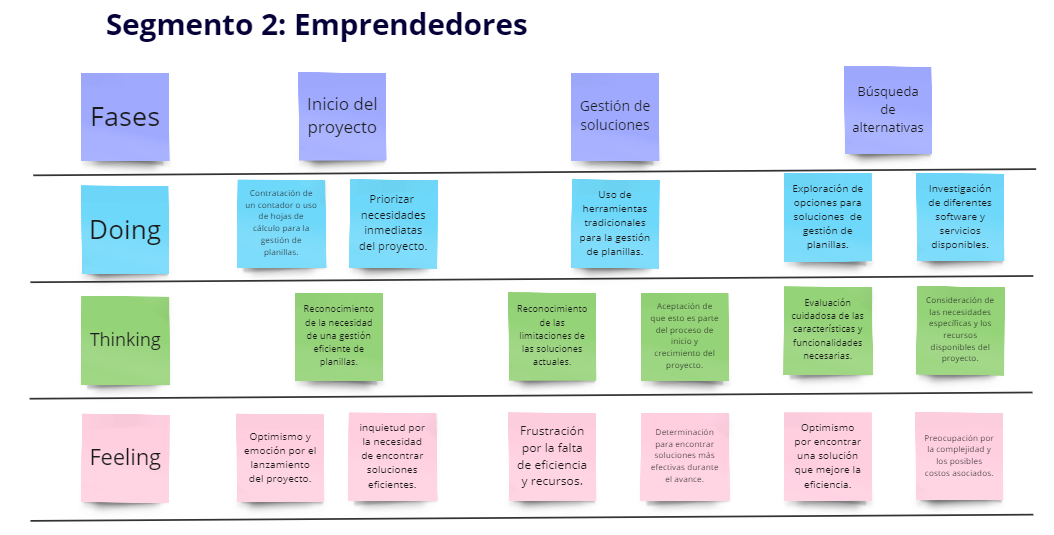 Segmento 2: Emprendedores
Fases
Inicio del
proyecto
Gestión de
soluciones
Búsqueda
de
alternativas
Doing
Contratación de
un contador o uso
de hojas de
cálculo para la
gestión de
planillas.
Priorizar
necesidades
inmediatas
del proyecto.
Uso de
herramientas
tradicionales
para la gestión
de planillas.
Exploración de
opciones para
soluciones de
gestión de
planillas.
Investigación
de diferentes
software y
servicios
disponibles.
Thinking
Reconocimiento
de la necesidad
de una gestión
eficiente de
planillas.
Reconocimiento
de las
limitaciones de
las soluciones
actuales.
Aceptación de
que esto es parte
del proceso de
inicio y
crecimiento del
proyecto.
Evaluación
cuidadosa de las
características y
funcionalidades
necesarias.
Consideración de
las necesidades
específicas y los
recursos
disponibles del
proyecto.
Feeling
Optimismo y
emoción por el
lanzamiento
del proyecto.
inquietud por
la necesidad
de encontrar
soluciones
eficientes.
Frustración
por la falta
de eficiencia
y recursos.
Determinación
para encontrar
soluciones más
efectivas durante
el avance.
Optimismo
por encontrar
una solución
que mejore la
eficiencia.
Preocupación por
la complejidad y
los posibles
costos asociados.